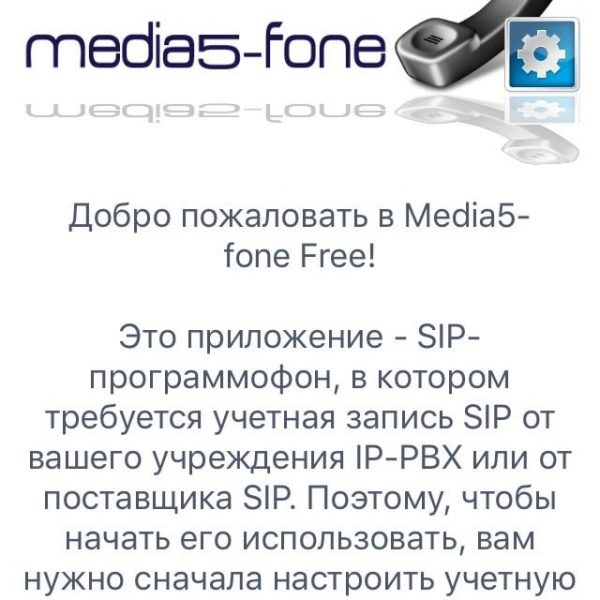 media5-fone
Добро пожаловать в Media5-
fone Free!
Это приложение - SIP-
программофон, в котором
требуется учетная запись SIP от
вашего учреждения IP-PBX или от
поставщика SIP. Поэтому, чтобы
начать его использовать, вам
нужно сначала настроить учетную